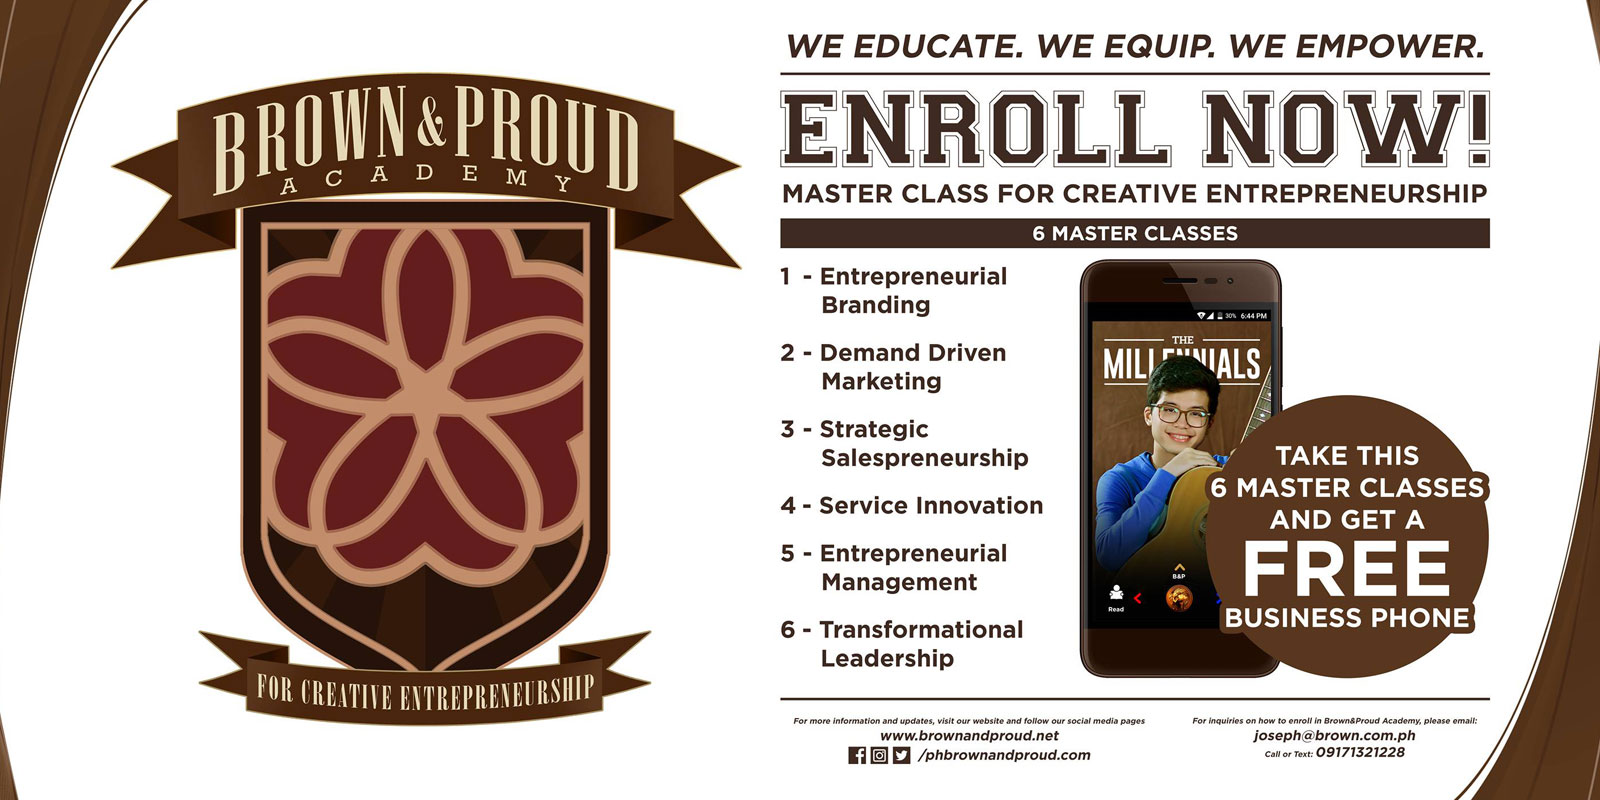 BROWN & PROUD
ACADEMY
FOR CREATIVE ENTREPRENEURSHIP
WE EDUCATE. WE EQUIP. WE EMPOWER.
ENROLL NOW!
MASTER CLASS FOR CREATIVE ENTREPRENEURSHIP
6 MASTER CLASSES
1 - Entrepreneurial
Branding
2 - Demand Driven
Marketing
3 - Strategic
Salespreneurship
4 - Service Innovation
5 - Entrepreneurial
Management
6 - Transformational
Leadership
30% 6:44 PM
THE
MILLENNIALS
B&P
Read
TAKE THIS
6 MASTER CLASSES
AND GET A
FREE
BUSINESS PHONE
For more information and updates, visit our website and follow our social media pages
www.brownandproud.net
/phbrownandproud.com
For inquiries on how to enroll in Brown&Proud Academy, please email:
joseph@brown.com.ph
Call or Text: 09171321228